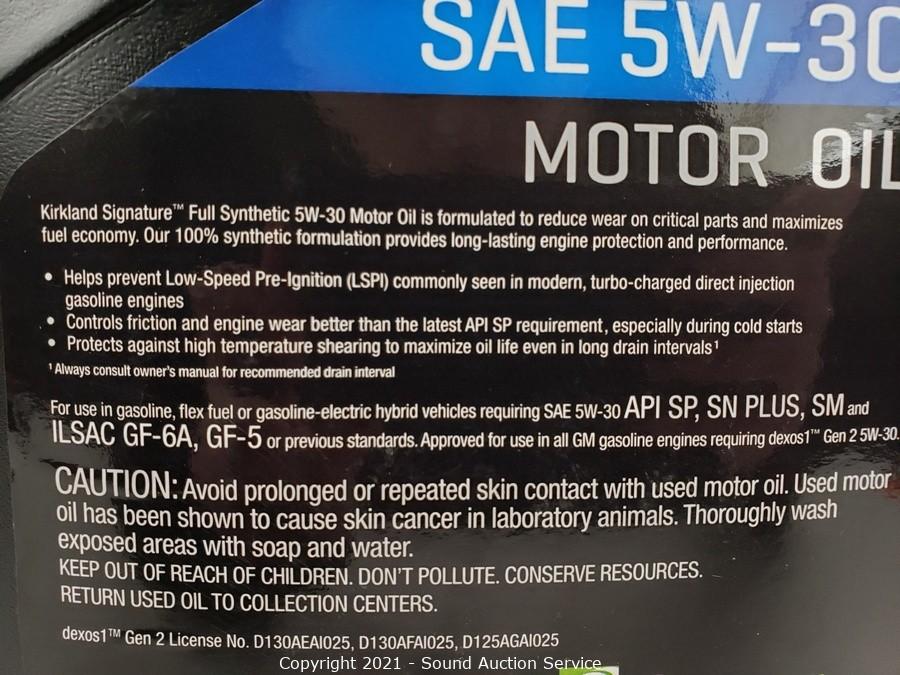 SAE 5W-30
MOTOR OIL
Kirkland Signature™ Full Synthetic 5W-30 Motor Oil is formulated to reduce wear on critical parts and maximizes
fuel economy. Our 100% synthetic formulation provides long-lasting engine protection and performance.
• Helps prevent Low-Speed Pre-Ignition (LSPI) commonly seen in modern, turbo-charged direct injection
gasoline engines
• Controls friction and engine wear better than the latest API SP requirement, especially during cold starts
• Protects against high temperature shearing to maximize oil life even in long drain intervals¹
¹ Always consult owner's manual for recommended drain interval
For use in gasoline, flex fuel or gasoline-electric hybrid vehicles requiring SAE 5W-30 API SP, SN PLUS, SM and
ILSAC GF-6A, GF-5 or previous standards. Approved for use in all GM gasoline engines requiring dexos1™ Gen 2 5W-30.
CAUTION: Avoid prolonged or repeated skin contact with used motor oil. Used motor
oil has been shown to cause skin cancer in laboratory animals. Thoroughly wash
exposed areas with soap and water.
KEEP OUT OF REACH OF CHILDREN. DON'T POLLUTE. CONSERVE RESOURCES.
RETURN USED OIL TO COLLECTION CENTERS.
dexos1™ Gen 2 License No. D130AEAI025, D130AFAI025, D125AGAI025
Copyright 2021 - Sound Auction Service